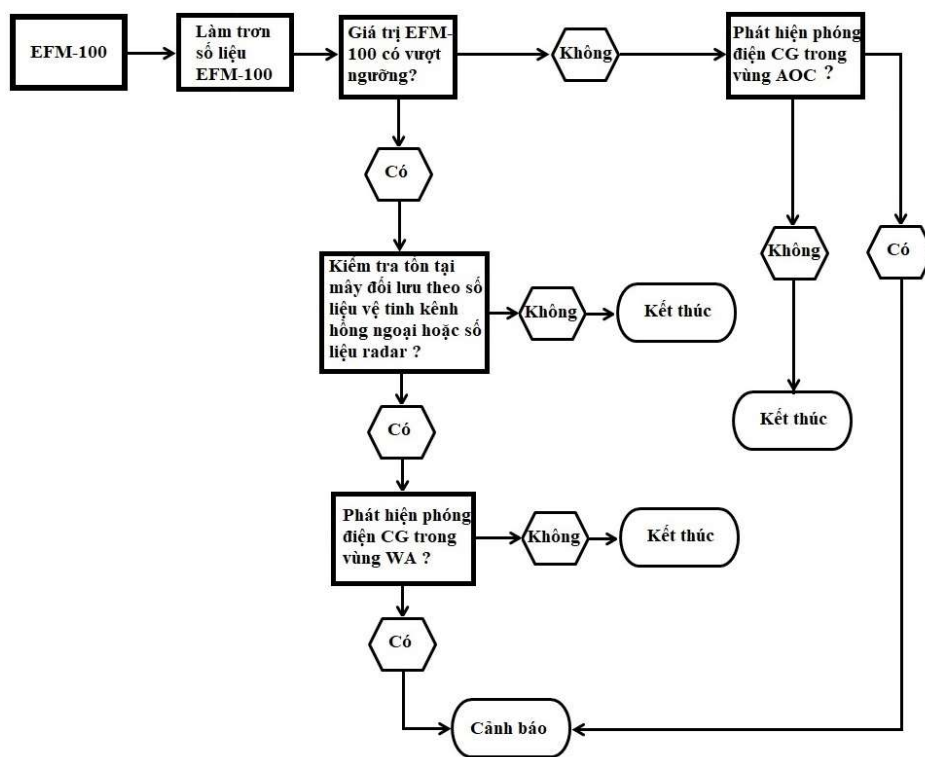 EFM-100
Làm trơn
số liệu
EFM-100
Giá trị EFM-
100 có vượt
ngưỡng?
Không
Phát hiện phóng
điện CG trong
vùng AOC ?
Có
Không
Có
Kiểm tra tồn tại
mây đối lưu theo số
liệu vệ tinh kênh
hồng ngoại hoặc số
liệu radar ?
Không
Kết thúc
Kết thúc
Có
Phát hiện phóng
điện CG trong
vùng WA ?
Không
Kết thúc
Có
Cảnh báo